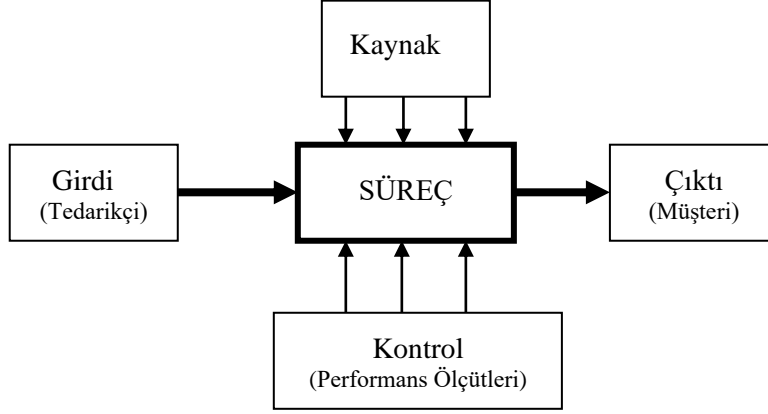 Kaynak
Girdi
(Tedarikçi)
SÜREÇ
Çıktı
(Müşteri)
Kontrol
(Performans Ölçütleri)